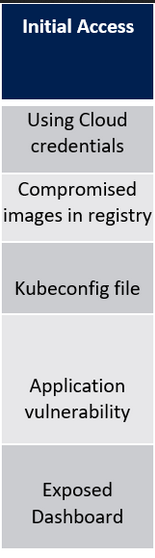 Initial Access
Using Cloud
credentials
Compromised
images in registry
Kubeconfig file
Application
vulnerability
Exposed
Dashboard